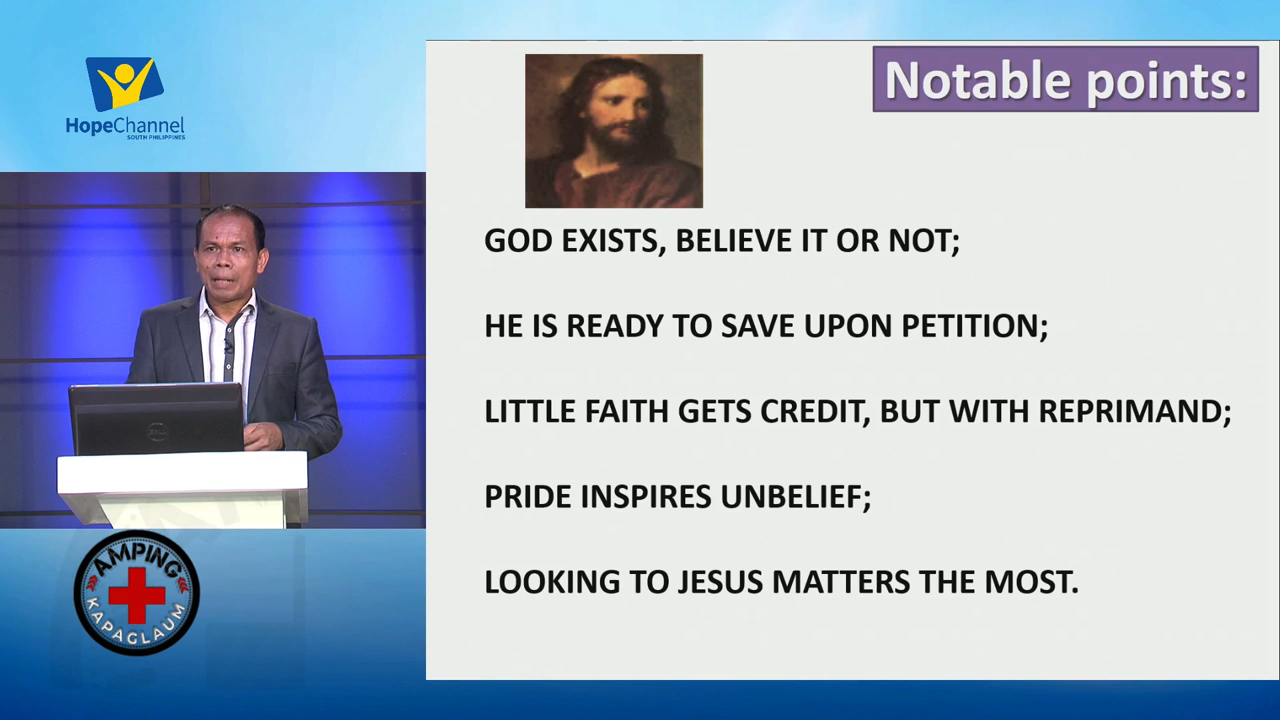 HopeChannel
SOUTH PHILIPPINES
Notable points:
GOD EXISTS, BELIEVE IT OR NOT;
HE IS READY TO SAVE UPON PETITION;
LITTLE FAITH GETS CREDIT, BUT WITH REPRIMAND;
PRIDE INSPIRES UNBELIEF;
LOOKING TO JESUS MATTERS THE MOST.
DELL
AMPING
KAPAGLAUM